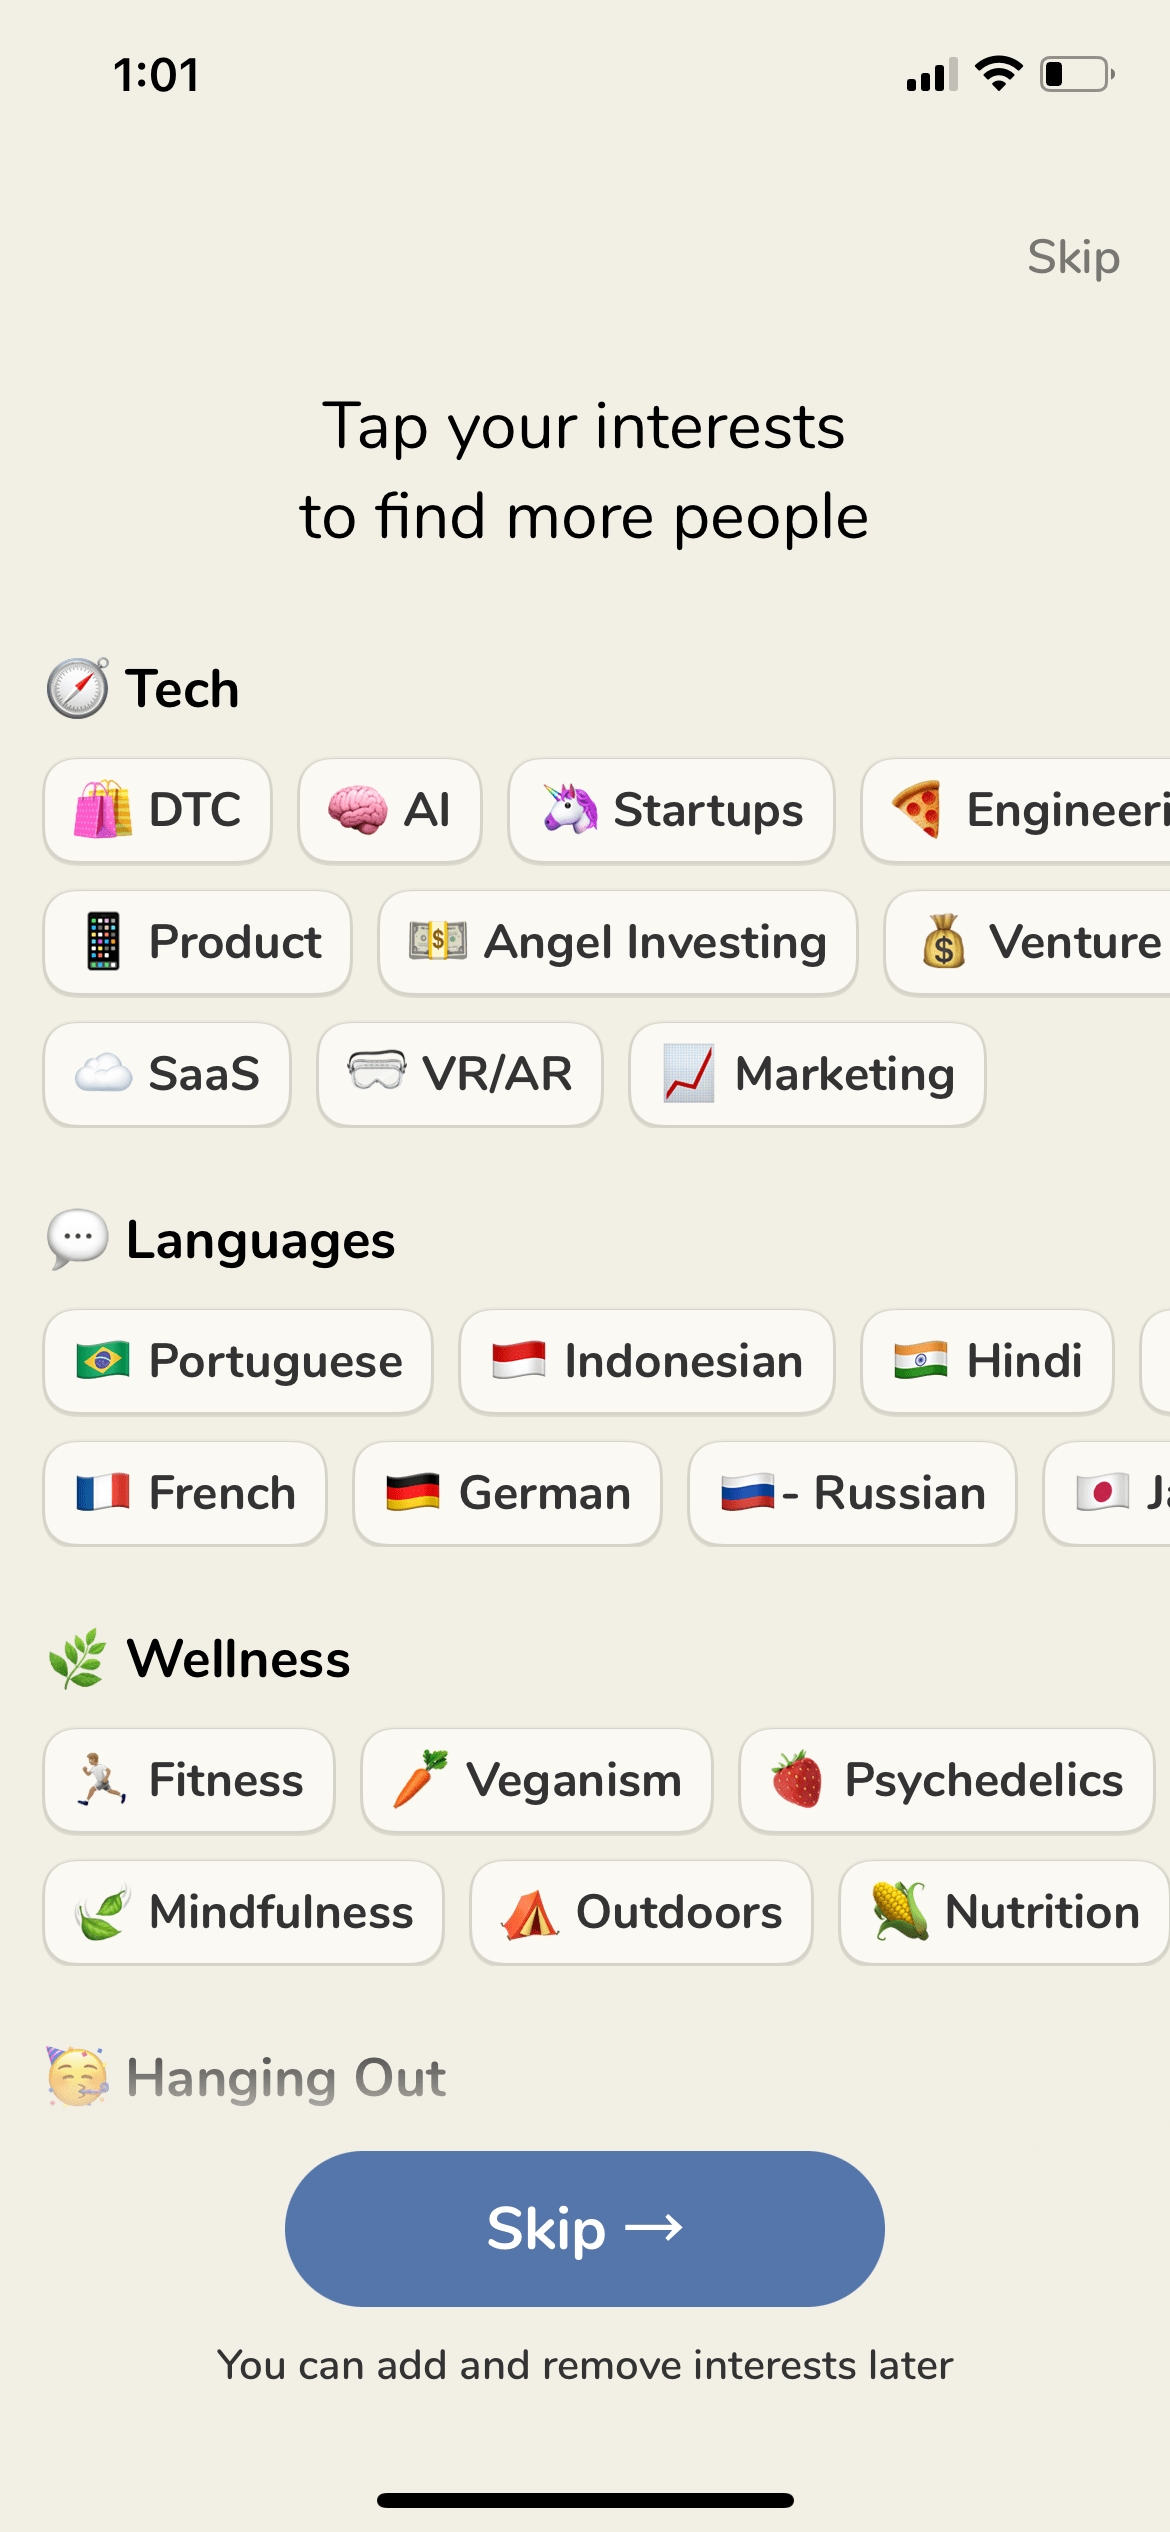 1:01
Skip
Tap your interests
to find more people
Tech
DTC AI Startups Engineeri
Product Angel Investing Venture
SaaS VR/AR Marketing
Languages
Portuguese Indonesian Hindi
French German - Russian Ja
Wellness
Fitness Veganism Psychedelics
Mindfulness Outdoors Nutrition
Hanging Out
Skip →
You can add and remove interests later